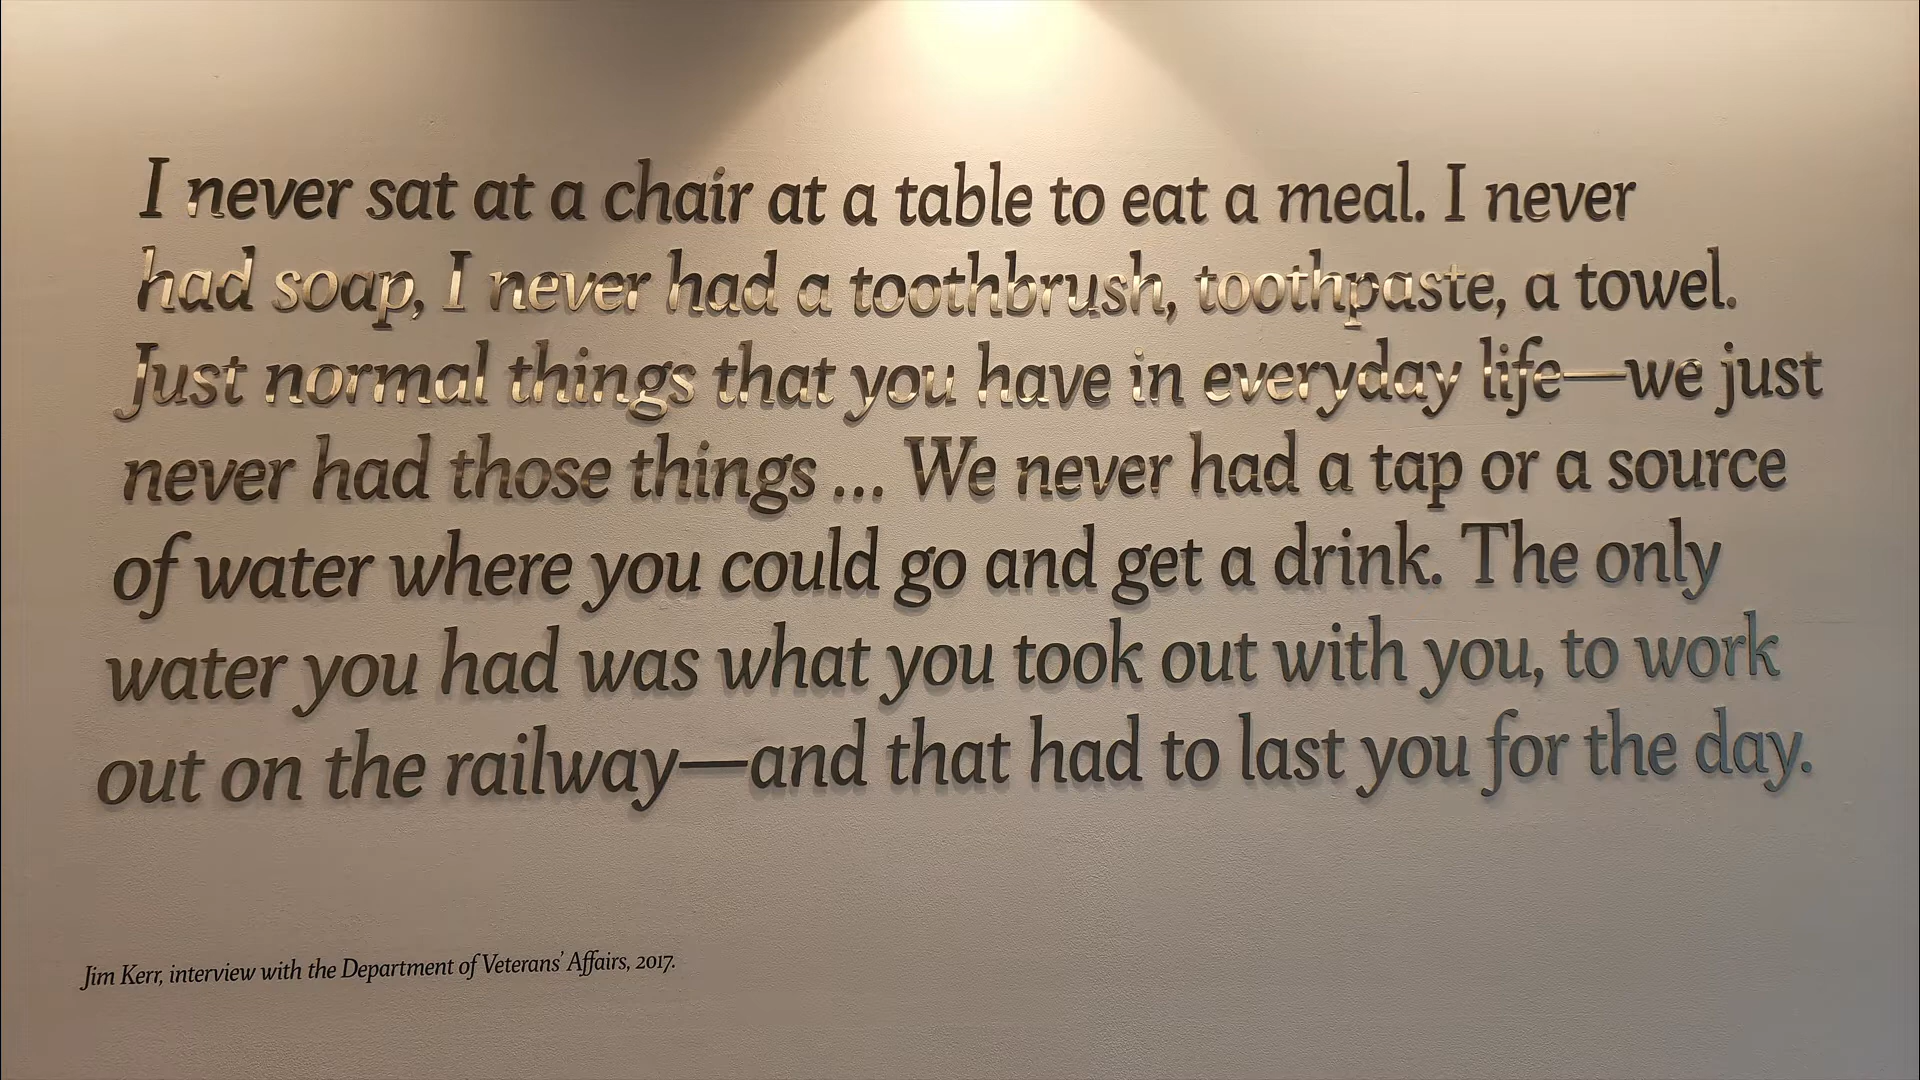 I never sat at a chair at a table to eat a meal. I never
had soap, I never had a toothbrush, toothpaste, a towel.
Just normal things that you have in everyday life—we just
never had those things ... We never had a tap or a source
of water where you could go and get a drink. The only
water you had was what you took out with you, to work
out on the railway—and that had to last you for the day.
Jim Kerr, interview with the Department of Veterans’ Affairs, 2017.